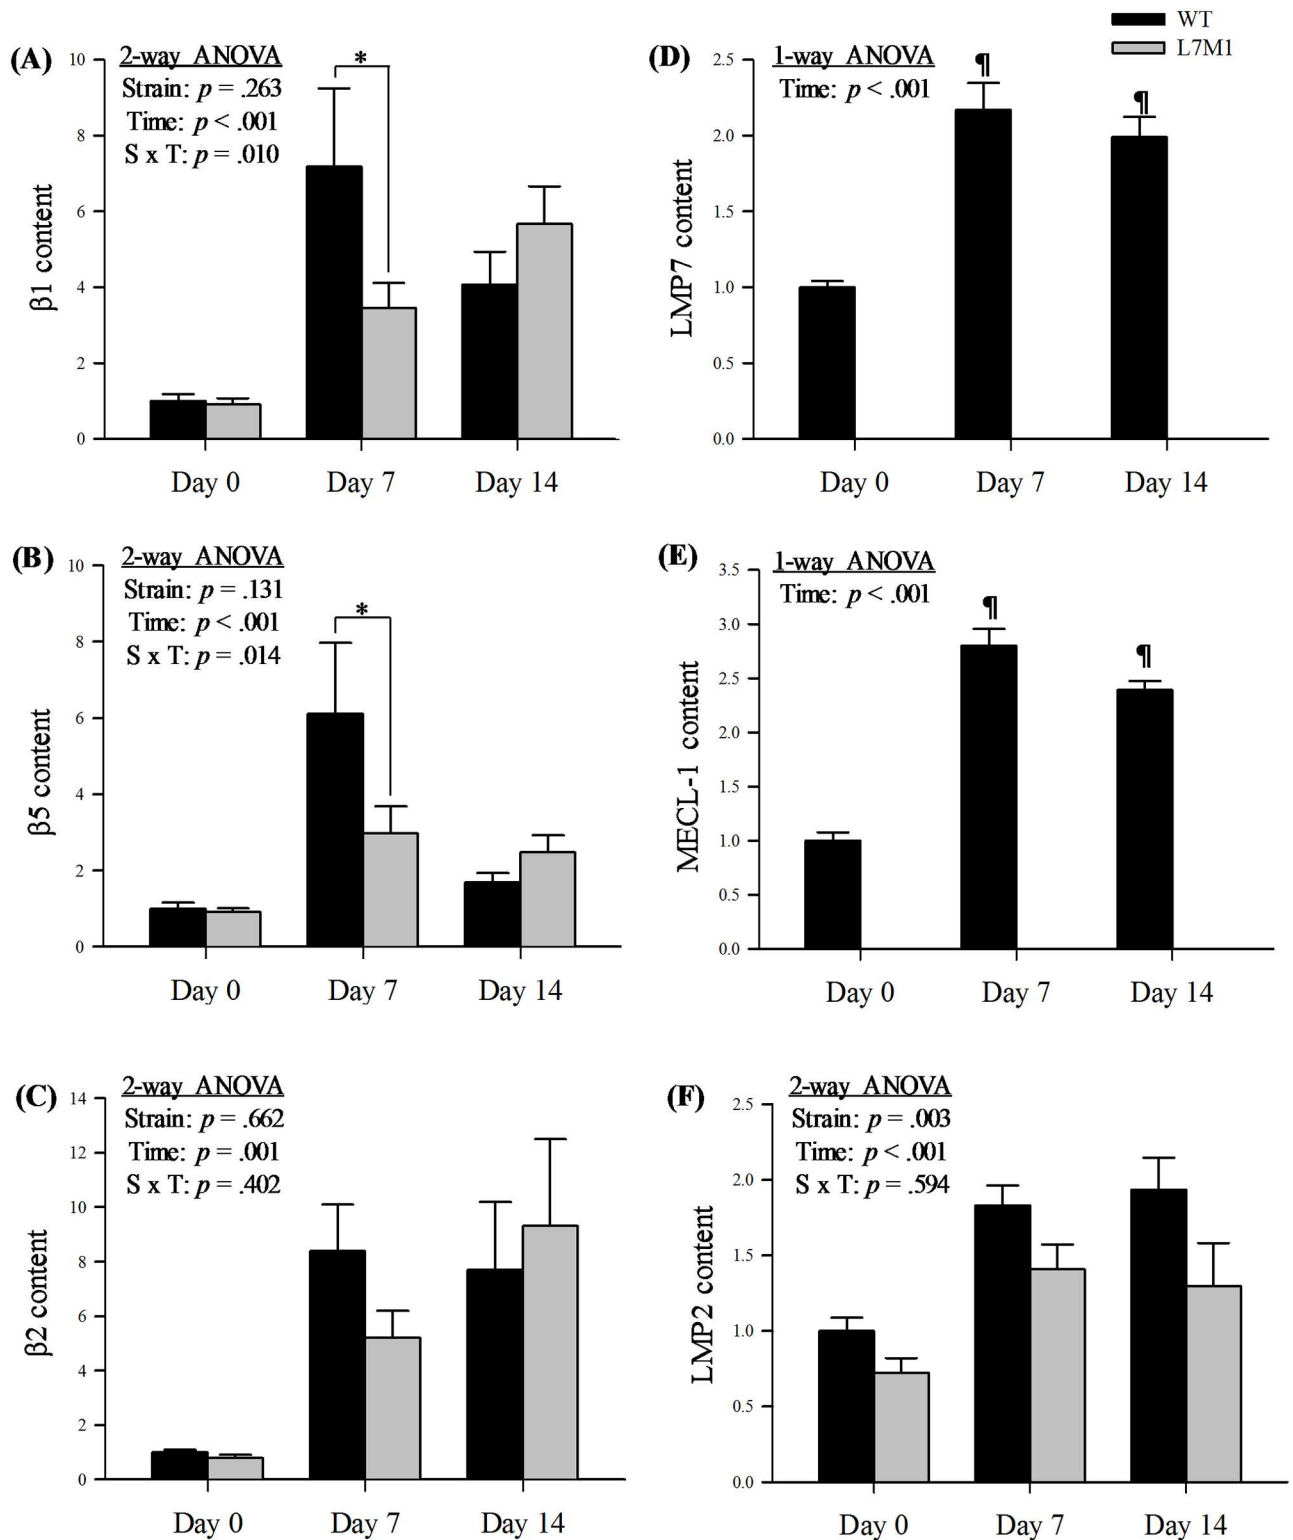 WT
L7M1
(A)
2-way ANOVA
Strain: p = .263
Time: p < .001
S x T: p = .010
*
10
8
6
4
2
0
β1 content
Day 0
Day 7
Day 14
(D)
1-way ANOVA
Time: p < .001
¶
¶
2.5
2.0
1.5
1.0
0.5
0.0
LMP7 content
Day 0
Day 7
Day 14
(B)
2-way ANOVA
Strain: p = .131
Time: p < .001
S x T: p = .014
*
10
8
6
4
2
0
β5 content
Day 0
Day 7
Day 14
(E)
1-way ANOVA
Time: p < .001
¶
¶
3.5
3.0
2.5
2.0
1.5
1.0
0.5
0.0
MECL-1 content
Day 0
Day 7
Day 14
(C)
2-way ANOVA
Strain: p = .662
Time: p = .001
S x T: p = .402
14
12
10
8
6
4
2
0
β2 content
Day 0
Day 7
Day 14
(F)
2-way ANOVA
Strain: p = .003
Time: p < .001
S x T: p = .594
2.5
2.0
1.5
1.0
0.5
0.0
LMP2 content
Day 0
Day 7
Day 14